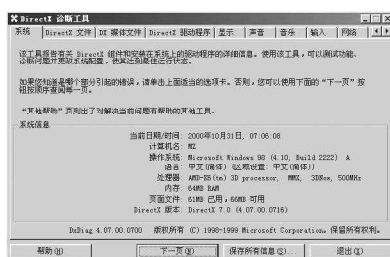 DirectX 诊断工具
系统 DirectX 文件 DirectX 媒体文件 DirectX 驱动程序 显示 声音 音乐 输入 网络
该工具报告有关 DirectX 组件和安装在系统上的驱动程序的详细信息。使用该工具，可以测试功能、
诊断问题并更改系统配置，使其达到最佳运行状态。
如果您知道是哪个部分引起的错误，请单击上面适当的选项卡。否则，您可以使用下面的“下一页”按
钮按顺序查阅每一页。
“其他帮助”页列出了对解决当前问题有帮助的其他工具。
系统信息
当前日期/时间: 2000年10月31日, 07:06:08
计算机名: WZ
操作系统: Microsoft Windows 98 (4.10, Build 2222) A
语言: 中文(简体) (区域设置: 中文(简体))
处理器: AMD-K6(tm) 3D processor, MMX, 3DNow, 500MHz
内存: 64MB RAM
页面文件: 61MB 已用, 66MB 可用
DirectX 版本: DirectX 7.0 (4.07.00.0716)
DxDiag 4.07.00.0700 版权所有 (C) 1998-1999 Microsoft Corporation。保留所有权利。
帮助(H) 下一页(N) 保存所有信息(S)... 退出(X)